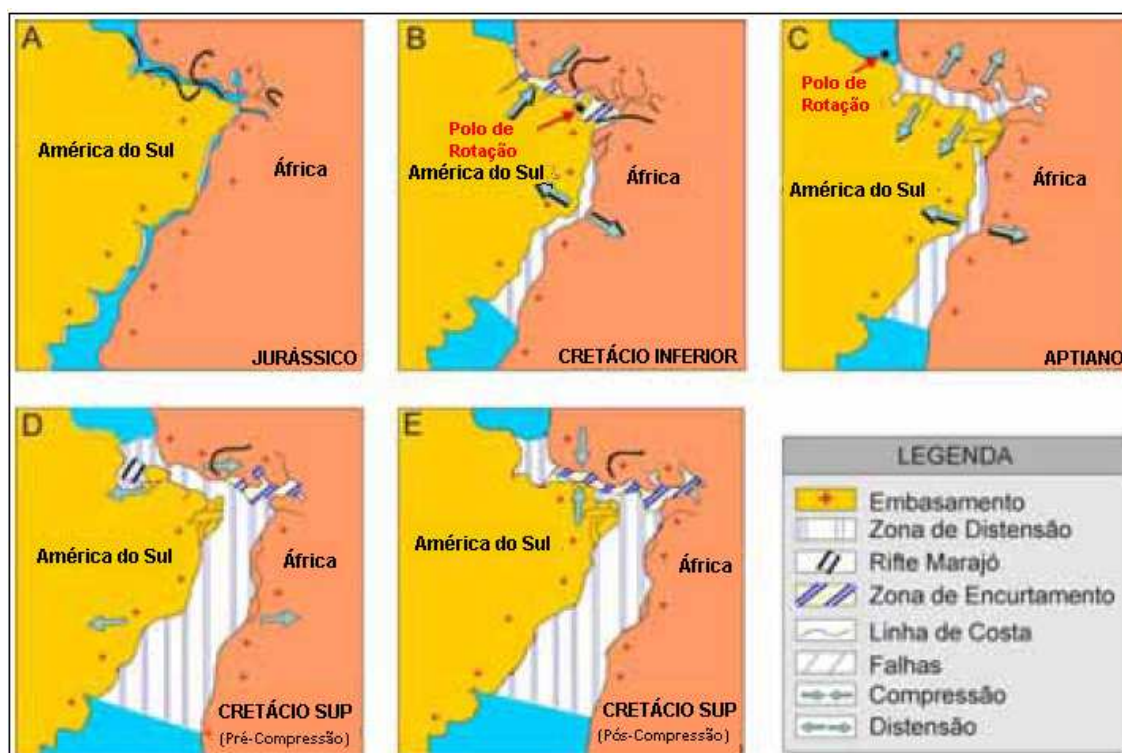 A
América do Sul
África
JURÁSSICO
B
Polo de
Rotação
América do Sul
África
CRETÁCIO INFERIOR
C
Polo de
Rotação
América do Sul
África
APTIANO
D
América do Sul
África
CRETÁCIO SUP
(Pré-Compressão)
E
América do Sul
África
CRETÁCIO SUP
(Pós-Compressão)
LEGENDA
Embasamento
Zona de Distensão
Rifte Marajó
Zona de Encurtamento
Linha de Costa
Falhas
Compressão
Distensão